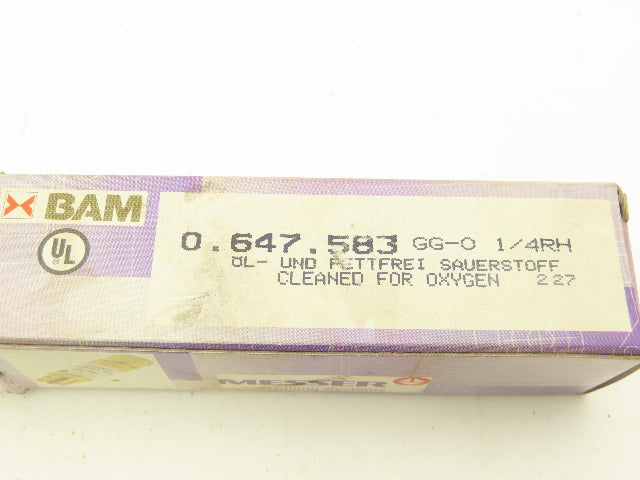 BAM
UL
0.647.583 GG-O 1/4RH
ÖL- UND FETTFREI SAUERSTOFF
CLEANED FOR OXYGEN 227
MESSER